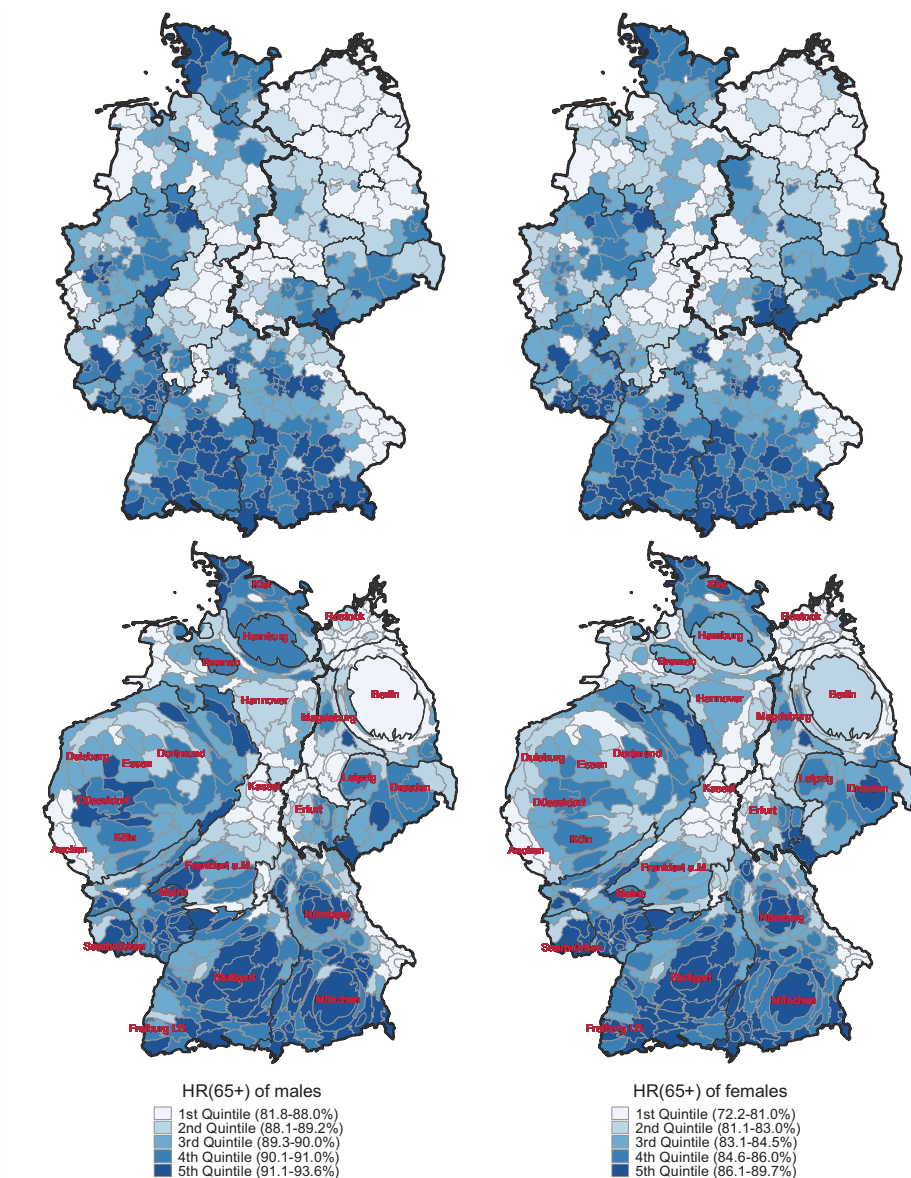 Kiel
Rostock
Hamburg
Bremen
Berlin
Hannover
Magdeburg
Duisburg
Dortmund
Essen
Leipzig
Kassel
Dresden
Düsseldorf
Erfurt
Köln
Aachen
Frankfurt a.M.
Mainz
Nürnberg
Saarbrücken
Stuttgart
München
Freiburg i.B.
Kiel
Rostock
Hamburg
Bremen
Berlin
Hannover
Magdeburg
Duisburg
Dortmund
Essen
Leipzig
Kassel
Dresden
Düsseldorf
Erfurt
Köln
Aachen
Frankfurt a.M.
Mainz
Nürnberg
Saarbrücken
Stuttgart
München
Freiburg i.B.
HR(65+) of males
1st Quintile (81.8-88.0%)
2nd Quintile (88.1-89.2%)
3rd Quintile (89.3-90.0%)
4th Quintile (90.1-91.0%)
5th Quintile (91.1-93.6%)
HR(65+) of females
1st Quintile (72.2-81.0%)
2nd Quintile (81.1-83.0%)
3rd Quintile (83.1-84.5%)
4th Quintile (84.6-86.0%)
5th Quintile (86.1-89.7%)